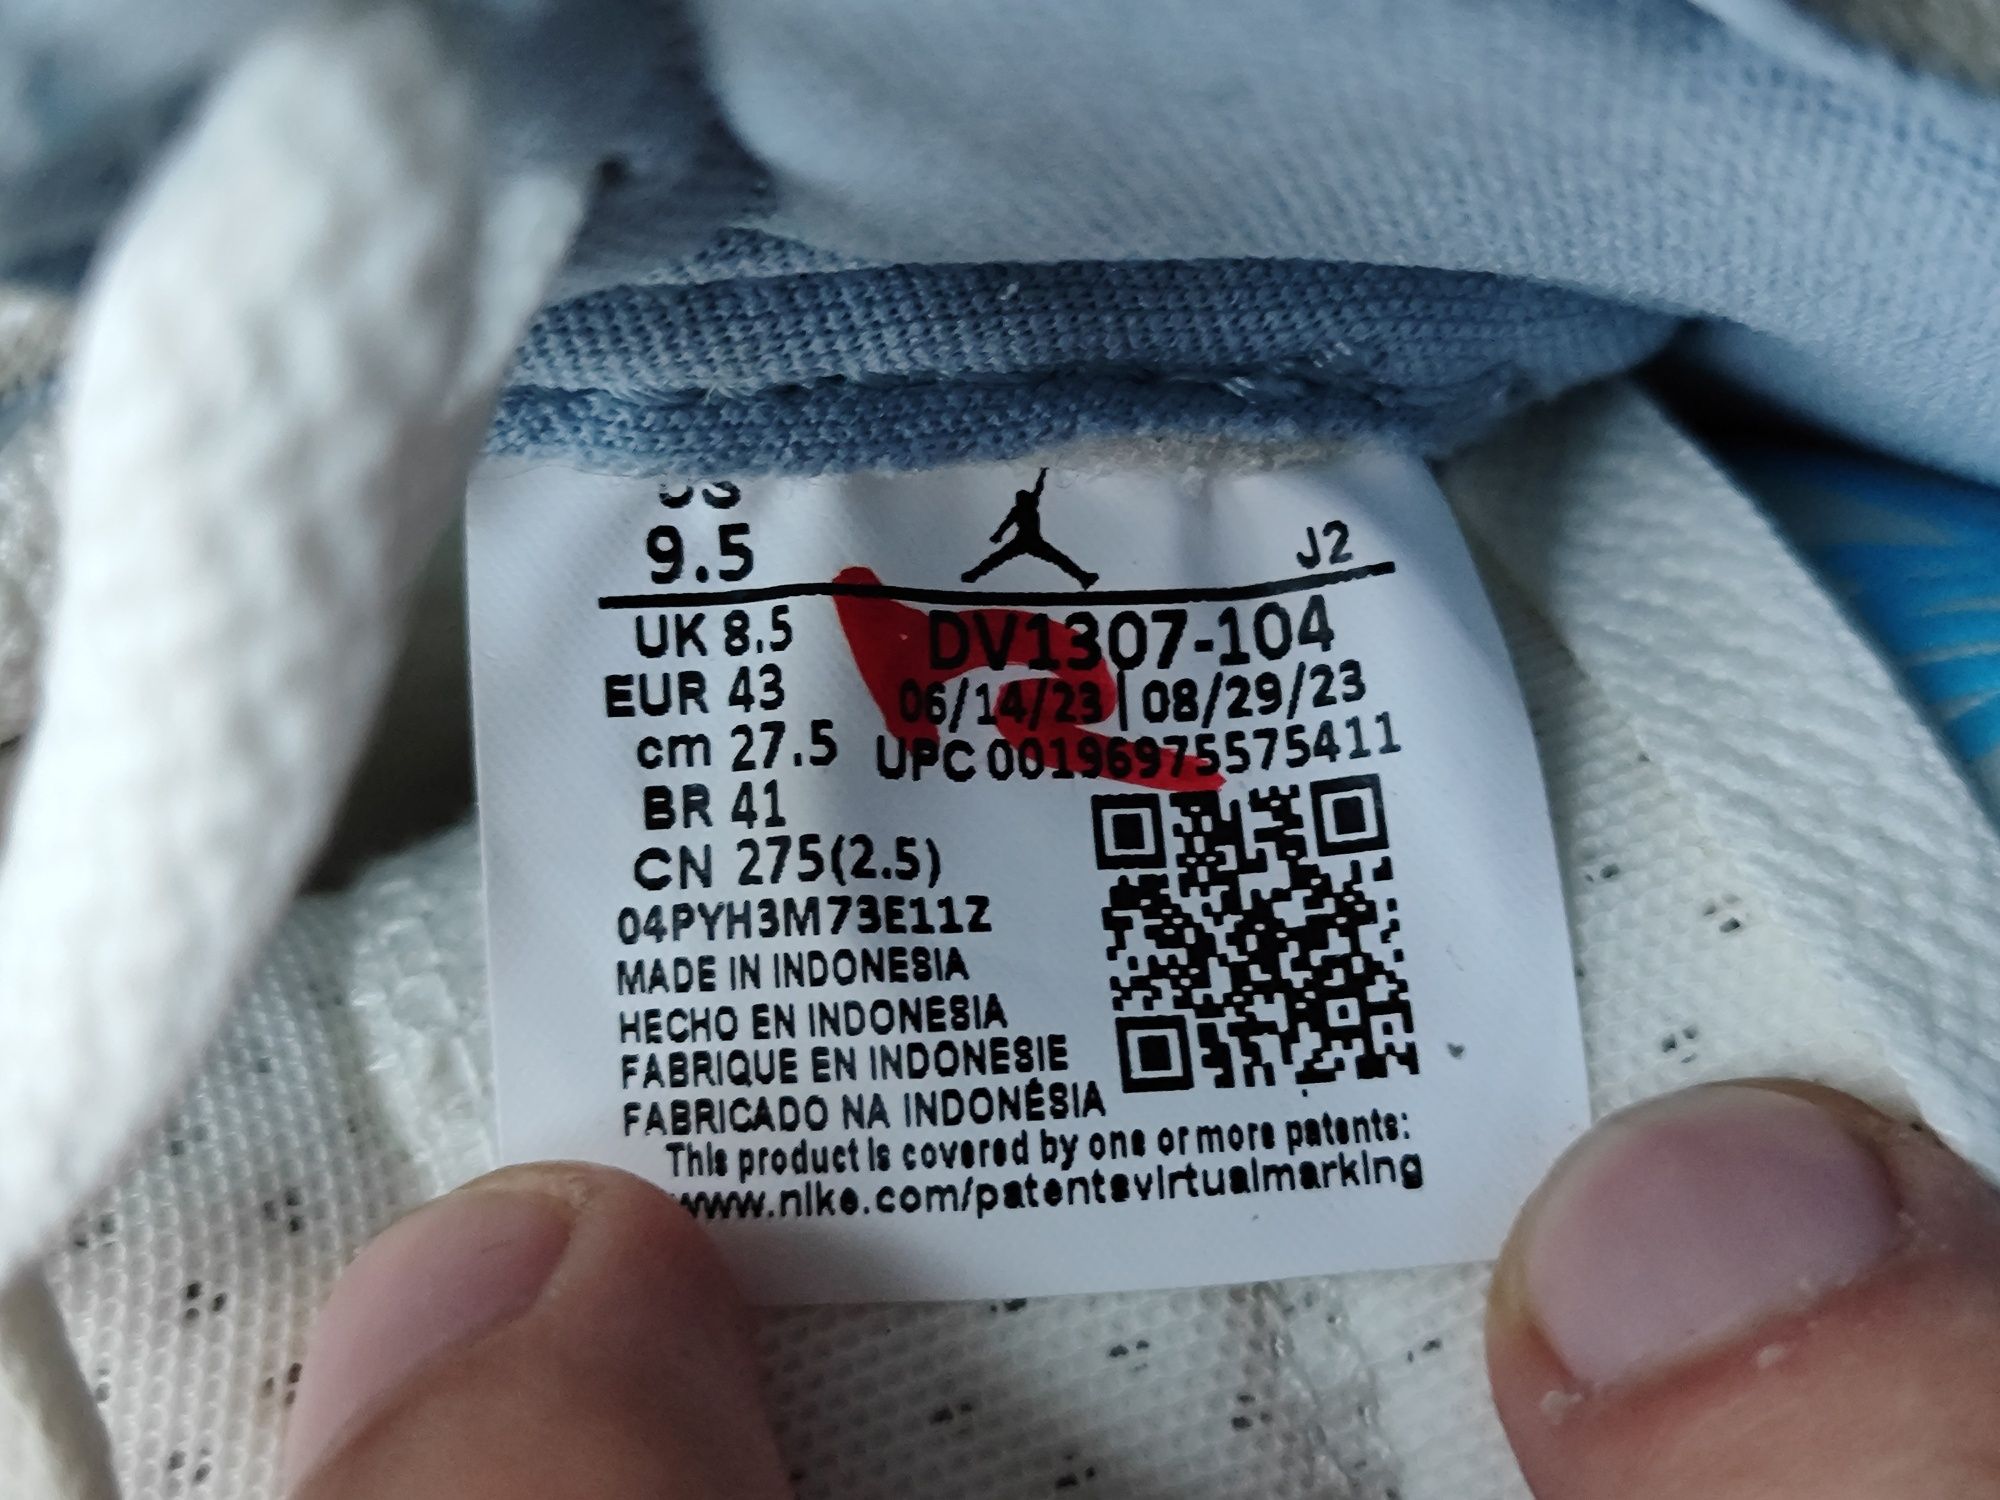 US
9.5
J2
UK 8.5
DV1307-104
EUR 43
06/14/23 | 08/29/23
cm 27.5
UPC 00196975575411
BR 41
CN 275(2.5)
04PYH3M73E11Z
MADE IN INDONESIA
HECHO EN INDONESIA
FABRIQUE EN INDONESIE
FABRICADO NA INDONÉSIA
This product is covered by one or more patents:
www.nike.com/patentsvirtualmarking